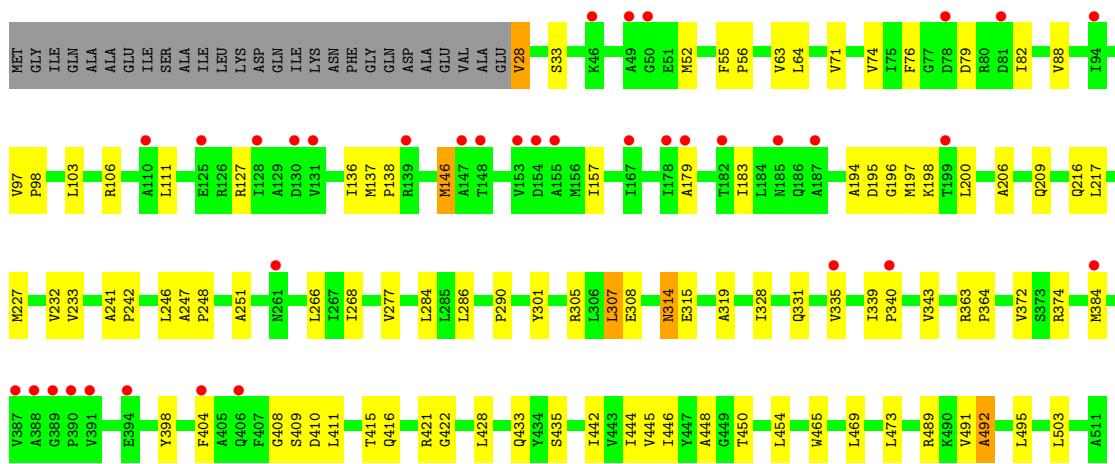 MET GLY ILE GLN ALA ALA GLU ILE SER ALA ILE LEU LYS ASP GLN ILE LYS ASN PHE GLY GLN ASP ALA GLU VAL ALA GLU V28 S33 K46 A49 G50 E51 M52 F55 P56 V63 L64 V71 V74 I75 F76 G77 D78 D79 R80 D81 I82 V88 I94
V97 P98 L103 R106 A110 L111 E125 R126 R127 I128 A129 D130 V131 I136 M137 P138 R139 M146 A147 T148 V153 D154 A155 M156 I157 I167 I178 A179 T182 I183 L184 N185 Q186 A187 A194 D195 G196 M197 K198 T199 L200 A206 Q209 Q216 L217
M227 V232 V233 A241 P242 L246 A247 P248 A251 N261 L266 I267 I268 V277 L284 L285 L286 P290 Y301 R305 L306 L307 E308 N314 E315 A319 I328 Q331 V335 I339 P340 V343 R363 P364 V372 S373 R374 M384
V387 A388 G389 P390 V391 E394 Y398 F404 A405 Q406 F407 G408 S409 D410 L411 T415 Q416 R421 G422 L428 Q433 Y434 S435 I442 V443 I444 V445 I446 Y447 A448 G449 T450 L454 W465 L469 L473 R489 K490 V491 A492 L495 L503 A511